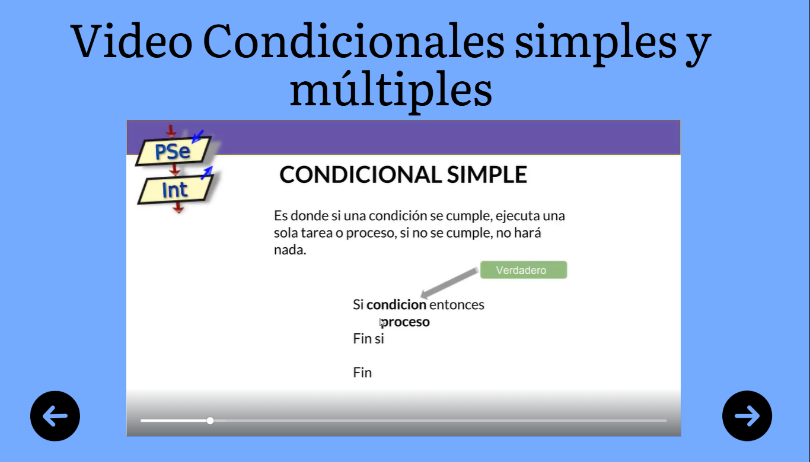 Video Condicionales simples y
múltiples
PSe
Int
CONDICIONAL SIMPLE
Es donde si una condición se cumple, ejecuta una
sola tarea o proceso, si no se cumple, no hará
nada.
Verdadero
Si condicion entonces
proceso
Fin si
Fin